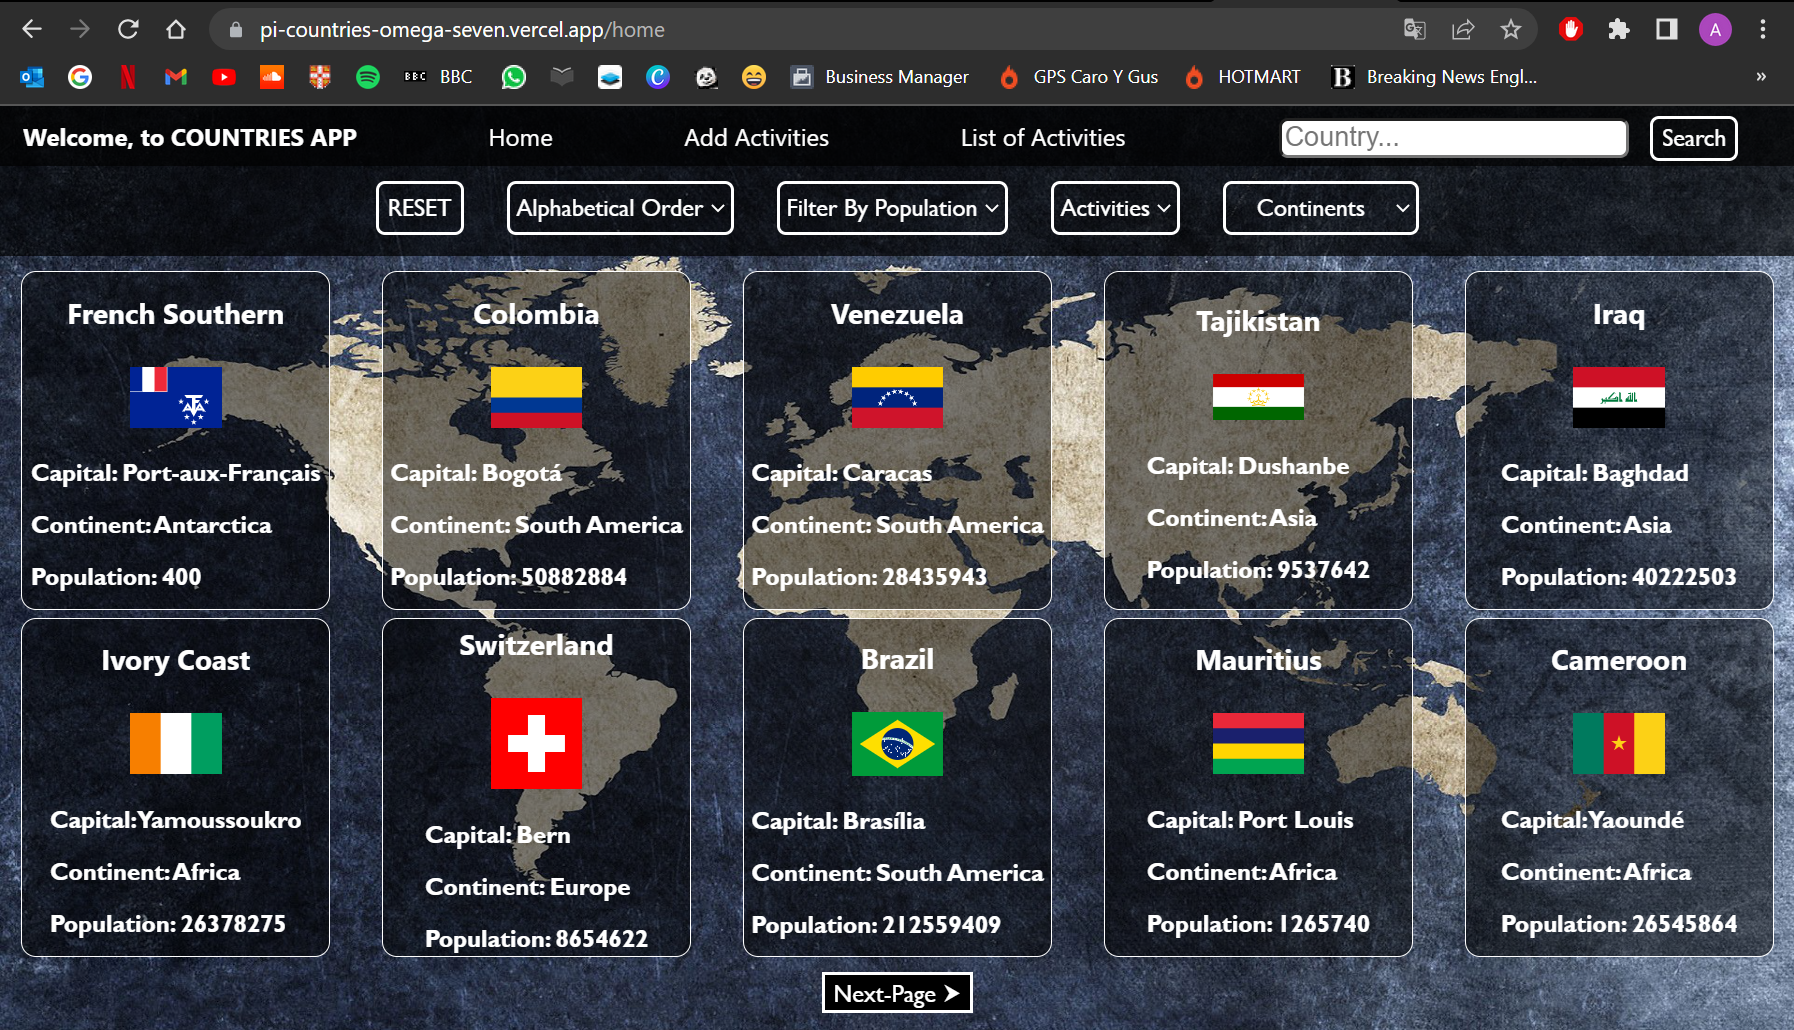 pi-countries-omega-seven.vercel.app/home
A
BBC BBC Business Manager GPS Caro Y Gus HOTMART B Breaking News Engl... »
Welcome, to COUNTRIES APP Home Add Activities List of Activities Country... Search
RESET Alphabetical Order Filter By Population Activities Continents
French Southern
Capital: Port-aux-Français
Continent: Antarctica
Population: 400
Colombia
Capital: Bogotá
Continent: South America
Population: 50882884
Venezuela
Capital: Caracas
Continent: South America
Population: 28435943
Tajikistan
Capital: Dushanbe
Continent: Asia
Population: 9537642
Iraq
الله اكبر
Capital: Baghdad
Continent: Asia
Population: 40222503
Ivory Coast
Capital: Yamoussoukro
Continent: Africa
Population: 26378275
Switzerland
Capital: Bern
Continent: Europe
Population: 8654622
Brazil
Capital: Brasília
Continent: South America
Population: 212559409
Mauritius
Capital: Port Louis
Continent: Africa
Population: 1265740
Cameroon
Capital: Yaoundé
Continent: Africa
Population: 26545864
Next-Page ➤